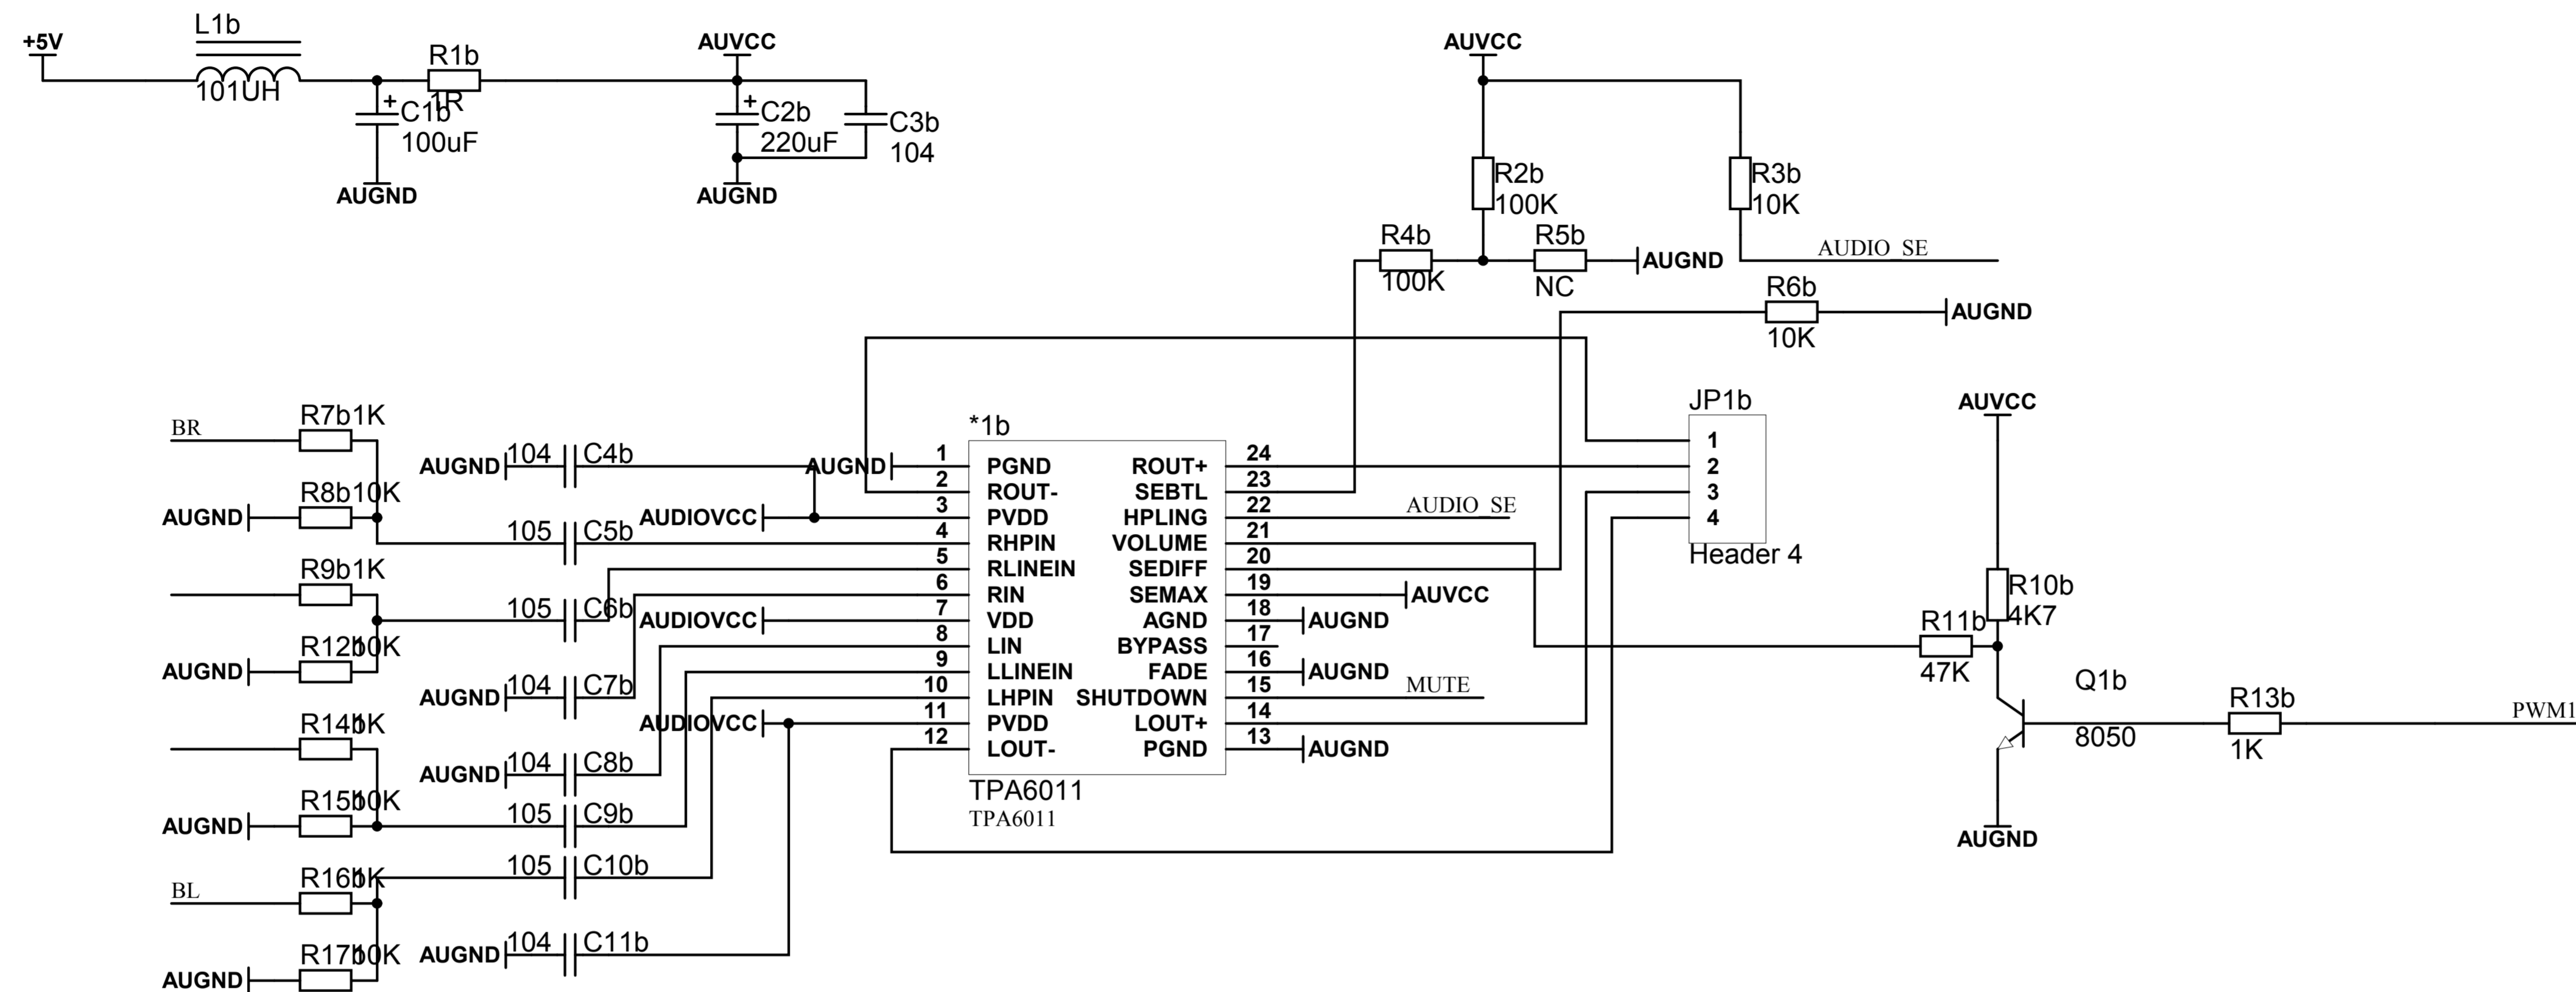 +5V
L1b
101UH
R1b
1R
C1b
100uF
AUGND
AUVCC
C2b
220uF
AUGND
C3b
104
AUVCC
R2b
100K
R3b
10K
R4b
100K
R5b
NC
AUGND
AUDIO_SE
R6b
10K
AUGND
BR
R7b1K
AUGND
R8b10K
R9b1K
AUGND
R12b10K
R14b1K
AUGND
R15b10K
BL
R16b1K
AUGND
R17b10K
AUGND 104 C4b
105 C5b
105 C6b
AUGND 104 C7b
AUGND 104 C8b
105 C9b
105 C10b
AUGND 104 C11b
AUGND
AUDIOVCC
AUDIOVCC
AUDIOVCC
*1b
1 PGND ROUT+ 24
2 ROUT- SEBTL 23
3 PVDD HPLING 22
4 RHPIN VOLUME 21
5 RLINEIN SEDIFF 20
6 RIN SEMAX 19
7 VDD AGND 18
8 LIN BYPASS 17
9 LLINEIN FADE 16
10 LHPIN SHUTDOWN 15
11 PVDD LOUT+ 14
12 LOUT- PGND 13
TPA6011
TPA6011
AUDIO_SE
AUVCC
AUGND
AUGND
MUTE
AUGND
JP1b
1
2
3
4
Header 4
AUVCC
R10b
4K7
R11b
47K
Q1b
8050
AUGND
R13b
1K
PWM1